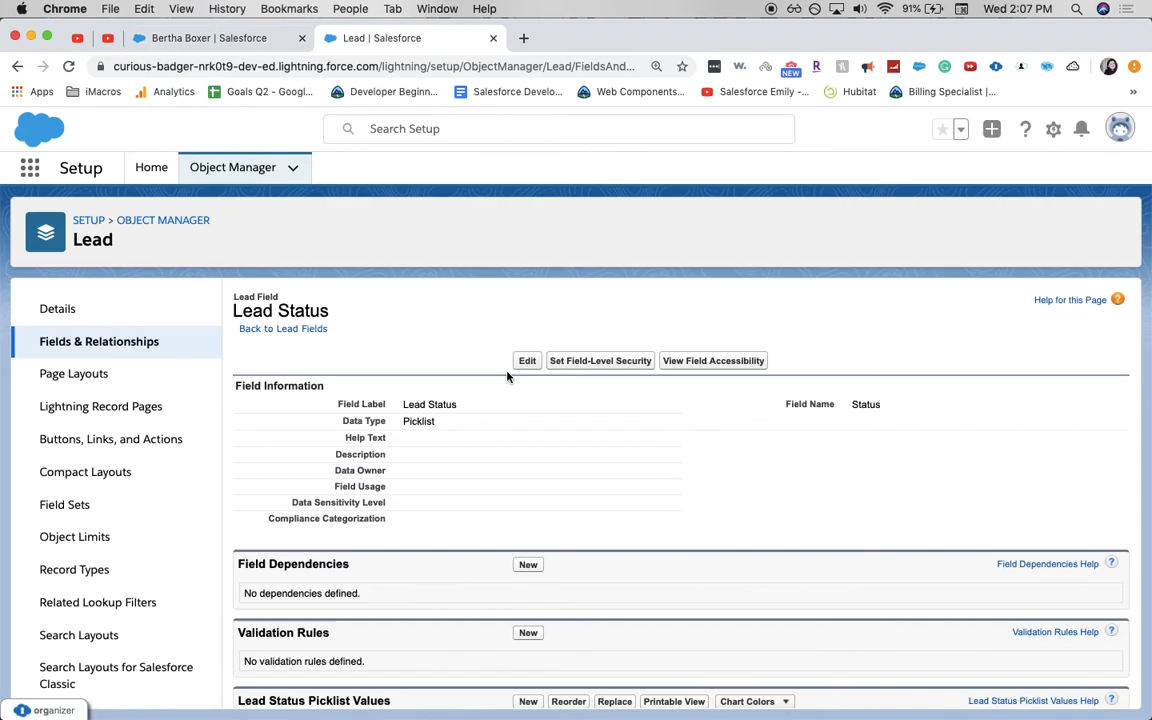 Chrome File Edit View History Bookmarks People Tab Window Help 91% Wed 2:07 PM
Bertha Boxer | Salesforce Lead | Salesforce
curious-badger-nrk0t9-dev-ed.lightning.force.com/lightning/setup/ObjectManager/Lead/FieldsAnd...
NEW
Apps iMacros Analytics Goals Q2 - Googl... Developer Beginn... Salesforce Develo... Web Components... Salesforce Emily -... Hubitat Billing Specialist |... »
Search Setup
Setup Home Object Manager
SETUP > OBJECT MANAGER
Lead
Details
Fields & Relationships
Page Layouts
Lightning Record Pages
Buttons, Links, and Actions
Compact Layouts
Field Sets
Object Limits
Record Types
Related Lookup Filters
Search Layouts
Search Layouts for Salesforce
Classic
organizer
Lead Field
Lead Status
Back to Lead Fields
Help for this Page
Edit Set Field-Level Security View Field Accessibility
Field Information
Field Label Lead Status Field Name Status
Data Type Picklist
Help Text
Description
Data Owner
Field Usage
Data Sensitivity Level
Compliance Categorization
Field Dependencies New Field Dependencies Help ?
No dependencies defined.
Validation Rules New Validation Rules Help ?
No validation rules defined.
Lead Status Picklist Values New Reorder Replace Printable View Chart Colors Lead Status Picklist Values Help ?